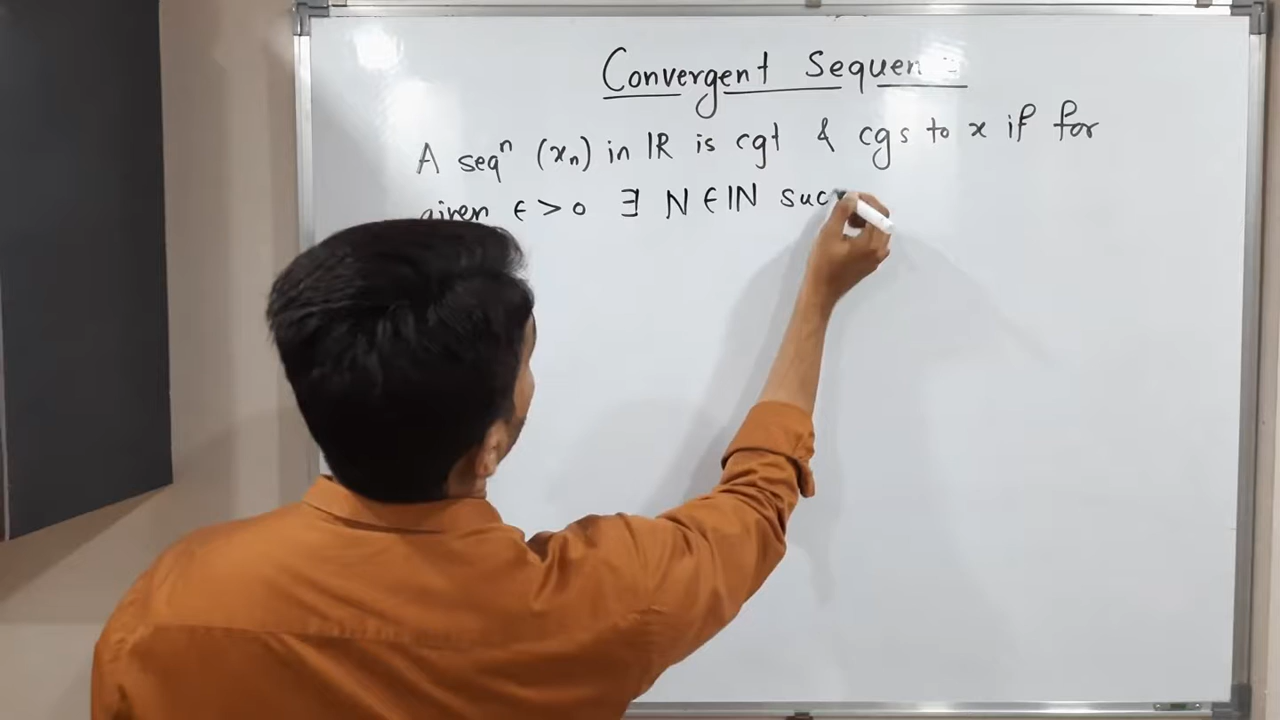 Convergent Sequen
A seqⁿ (xₙ) in ℝ is cgt & cgs to x if for
given ϵ > 0 ∃ N ∈ ℕ suc